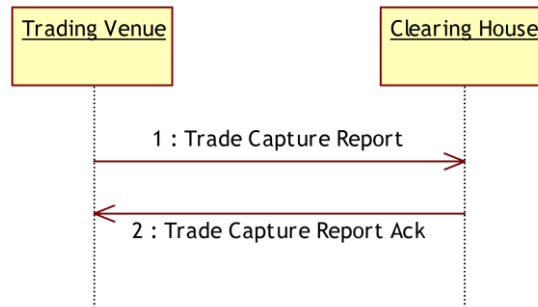 Trading Venue
Clearing House
1 : Trade Capture Report
2 : Trade Capture Report Ack